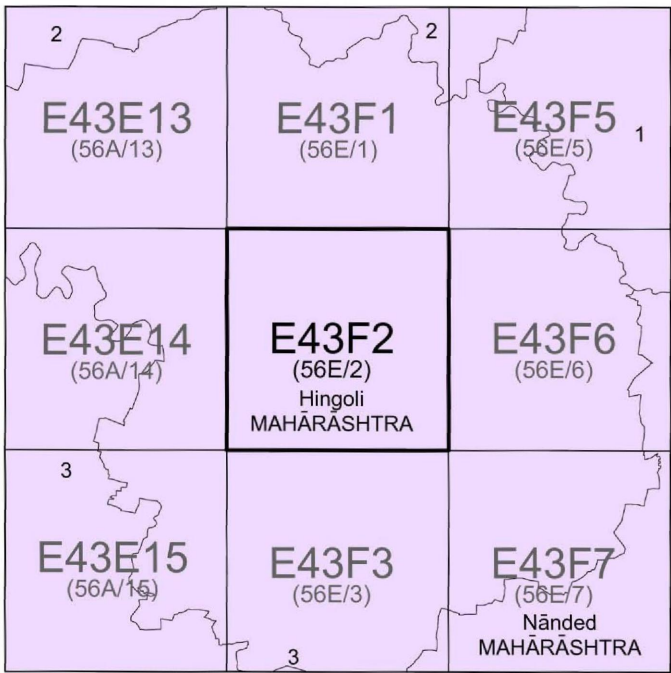 2
2
E43E13
(56A/13)
E43F1
(56E/1)
E43F5
(56E/5)
1
E43E14
(56A/14)
E43F2
(56E/2)
Hingoli
MAHĀRĀSHTRA
E43F6
(56E/6)
3
E43E15
(56A/15)
E43F3
(56E/3)
E43F7
(56E/7)
Nānded
MAHĀRĀSHTRA
3